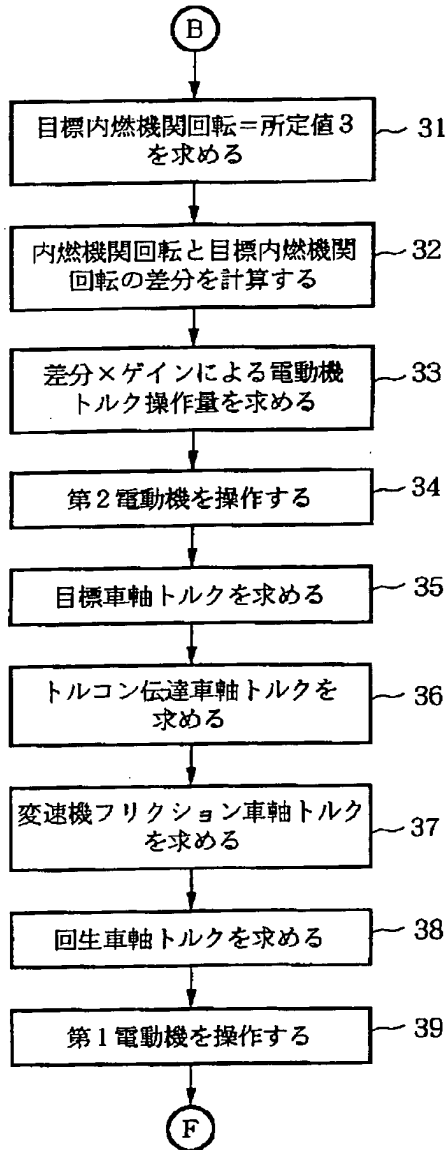 B
目標内燃機関回転=所定値3
を求める
31
内燃機関回転と目標内燃機関
回転の差分を計算する
32
差分×ゲインによる電動機
トルク操作量を求める
33
第2電動機を操作する
34
目標車軸トルクを求める
35
トルコン伝達車軸トルクを
求める
36
変速機フリクション車軸トルク
を求める
37
回生車軸トルクを求める
38
第1電動機を操作する
39
F